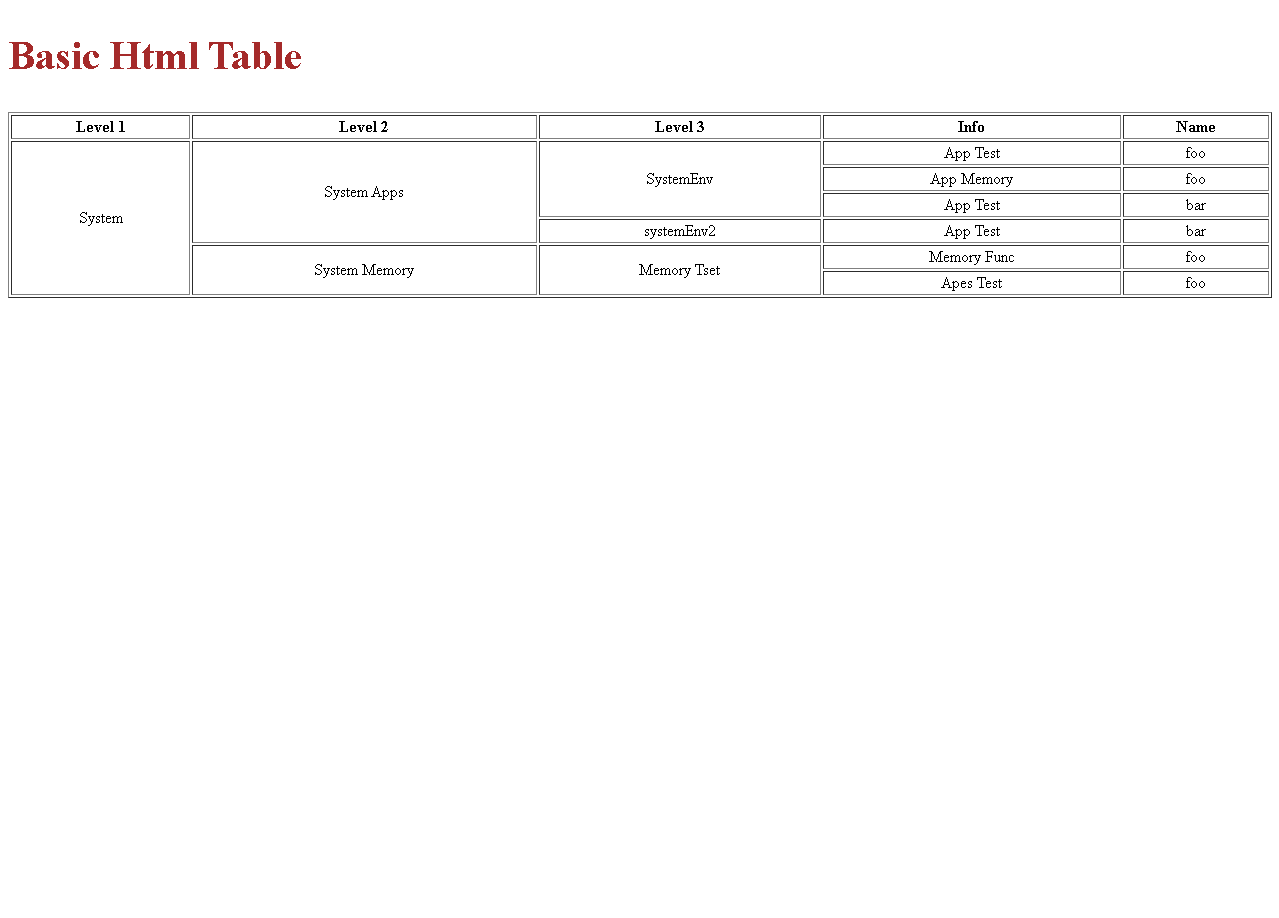 Basic Html Table
Level 1 Level 2 Level 3 Info Name
System System Apps SystemEnv App Test foo
App Memory foo
App Test bar
systemEnv2 App Test bar
System Memory Memory Tset Memory Func foo
Apes Test foo